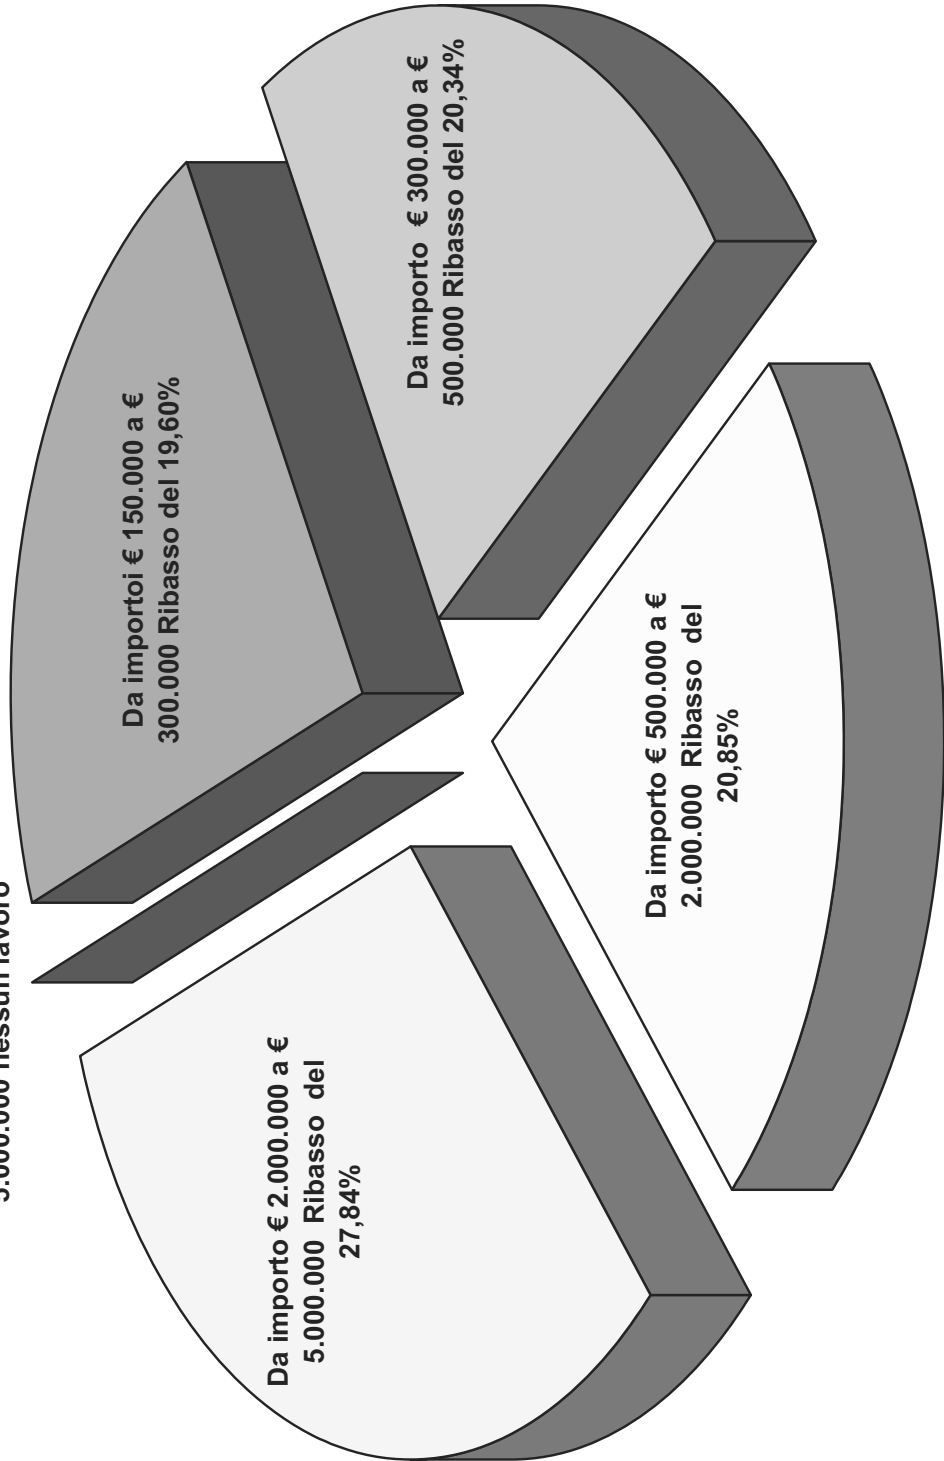 5.000.000 nessun lavoro
Da importoi € 150.000 a €
300.000 Ribasso del 19,60%
Da importo € 2.000.000 a €
5.000.000 Ribasso del
27,84%
Da importo € 300.000 a €
500.000 Ribasso del 20,34%
Da importo € 500.000 a €
2.000.000 Ribasso del
20,85%